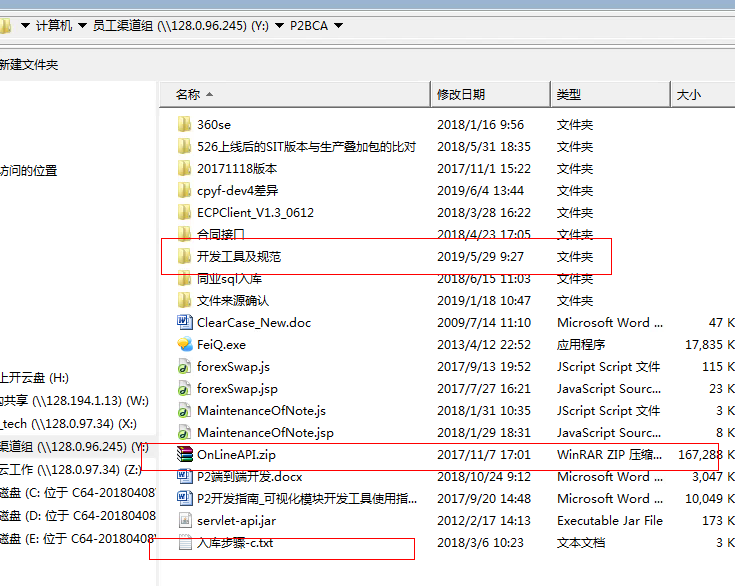 计算机 员工渠道组 (\\128.0.96.245) (Y:) P2BCA
新建文件夹
名称 修改日期 类型 大小
360se 2018/1/16 9:56 文件夹
526上线后的SIT版本与生产叠加包的比对 2018/5/31 18:35 文件夹
访问的位置 20171118版本 2017/11/1 15:22 文件夹
cpyf-dev4差异 2019/6/4 13:44 文件夹
ECPClient_V1.3_0612 2018/3/28 16:22 文件夹
合同接口 2018/4/23 17:05 文件夹
开发工具及规范 2019/5/29 9:27 文件夹
同业sql入库 2018/6/15 11:03 文件夹
文件来源确认 2019/1/18 10:47 文件夹
ClearCase_New.doc 2009/7/14 11:10 Microsoft Word ... 47 K
FeiQ.exe 2013/4/12 22:52 应用程序 17,835 K
forexSwap.js 2017/9/13 19:52 JScript Script 文件 115 K
上开云盘 (H:)
forexSwap.jsp 2017/7/27 16:21 JavaScript Sourc... 23 K
共享 (\\128.194.1.13) (W:) MaintenanceOfNote.js 2018/1/31 10:35 JScript Script 文件 3 K
_tech (\\128.0.97.34) (X:) MaintenanceOfNote.jsp 2018/1/29 18:31 JavaScript Sourc... 8 K
渠道组 (\\128.0.96.245) (Y:) OnLineAPI.zip 2017/11/7 17:01 WinRAR ZIP 压缩... 167,288 K
云工作 (\\128.0.97.34) (Z:) P2端到端开发.docx 2018/10/24 9:12 Microsoft Word ... 3,047 K
磁盘 (C: 位于 C64-20180408 P2开发指南_可视化模块开发工具使用指... 2017/9/20 14:48 Microsoft Word ... 10,049 K
磁盘 (D: 位于 C64-20180408 servlet-api.jar 2012/2/17 14:13 Executable Jar File 173 K
磁盘 (E: 位于 C64-20180408 入库步骤-c.txt 2018/3/6 10:23 文本文档 3 K